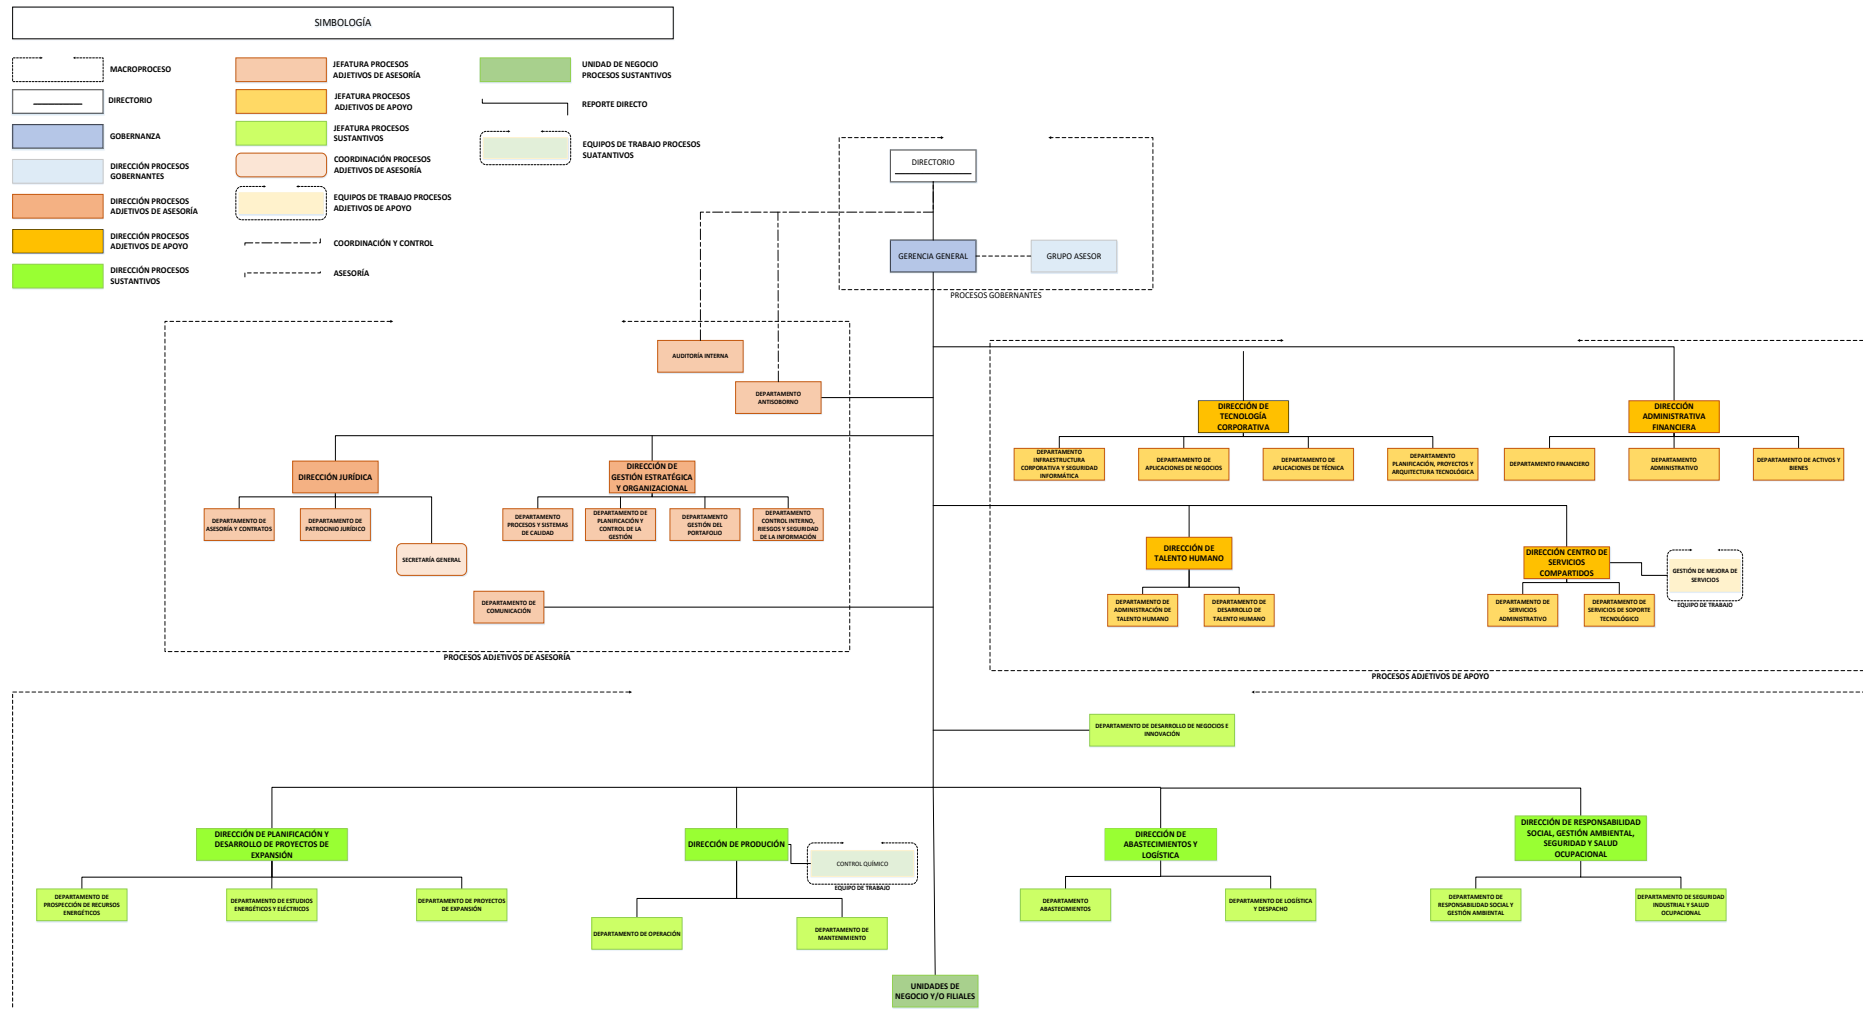 SIMBOLOGÍA
MACROPROCESO
DIRECTORIO
GOBERNANZA
DIRECCIÓN PROCESOS
GOBERNANTES
DIRECCIÓN PROCESOS
ADJETIVOS DE ASESORÍA
DIRECCIÓN PROCESOS
ADJETIVOS DE APOYO
DIRECCIÓN PROCESOS
SUSTANTIVOS
JEFATURA PROCESOS
ADJETIVOS DE ASESORÍA
JEFATURA PROCESOS
ADJETIVOS DE APOYO
JEFATURA PROCESOS
SUSTANTIVOS
COORDINACIÓN PROCESOS
ADJETIVOS DE ASESORÍA
EQUIPOS DE TRABAJO PROCESOS
ADJETIVOS DE APOYO
COORDINACIÓN Y CONTROL
ASESORÍA
UNIDAD DE NEGOCIO
PROCESOS SUSTANTIVOS
REPORTE DIRECTO
EQUIPOS DE TRABAJO PROCESOS
SUATANTIVOS
DIRECTORIO
GERENCIA GENERAL
GRUPO ASESOR
PROCESOS GOBERNANTES
AUDITORÍA INTERNA
DEPARTAMENTO
ANTISOBORNO
DIRECCIÓN JURÍDICA
DIRECCIÓN DE
GESTIÓN ESTRATÉGICA
Y ORGANIZACIONAL
DEPARTAMENTO DE
ASESORÍA Y CONTRATOS
DEPARTAMENTO DE
PATROCINIO JURÍDICO
SECRETARÍA GENERAL
DEPARTAMENTO
PROCESOS Y SISTEMAS
DE CALIDAD
DEPARTAMENTO DE
PLANIFICACIÓN Y
CONTROL DE LA
GESTIÓN
DEPARTAMENTO
GESTIÓN DEL
PORTAFOLIO
DEPARTAMENTO
CONTROL INTERNO,
RIESGOS Y SEGURIDAD
DE LA INFORMACIÓN
DEPARTAMENTO DE
COMUNICACIÓN
PROCESOS ADJETIVOS DE ASESORÍA
DIRECCIÓN DE
TECNOLOGÍA
CORPORATIVA
DIRECCIÓN
ADMINISTRATIVA
FINANCIERA
DEPARTAMENTO
INFRAESTRUCTURA
CORPORATIVA Y SEGURIDAD
INFORMÁTICA
DEPARTAMENTO DE
APLICACIONES DE NEGOCIOS
DEPARTAMENTO DE
APLICACIONES DE TÉCNICA
DEPARTAMENTO
PLANIFICACIÓN, PROYECTOS Y
ARQUITECTURA TECNOLÓGICA
DEPARTAMENTO FINANCIERO
DEPARTAMENTO
ADMINISTRATIVO
DEPARTAMENTO DE ACTIVOS Y
BIENES
DIRECCIÓN DE
TALENTO HUMANO
DIRECCIÓN CENTRO DE
SERVICIOS
COMPARTIDOS
GESTIÓN DE MEJORA DE
SERVICIOS
EQUIPO DE TRABAJO
DEPARTAMENTO DE
ADMINISTRACIÓN DE
TALENTO HUMANO
DEPARTAMENTO DE
DESARROLLO DE
TALENTO HUMANO
DEPARTAMENTO DE
SERVICIOS
ADMINISTRATIVO
DEPARTAMENTO DE
SERVICIOS DE SOPORTE
TECNOLÓGICO
PROCESOS ADJETIVOS DE APOYO
DEPARTAMENTO DE DESARROLLO DE NEGOCIOS E
INNOVACIÓN
DIRECCIÓN DE PLANIFICACIÓN Y
DESARROLLO DE PROYECTOS DE
EXPANSIÓN
DIRECCIÓN DE PRODUCIÓN
CONTROL QUÍMICO
EQUIPO DE TRABAJO
DIRECCIÓN DE
ABASTECIMIENTOS Y
LOGÍSTICA
DIRECCIÓN DE RESPONSABILIDAD
SOCIAL, GESTIÓN AMBIENTAL,
SEGURIDAD Y SALUD
OCUPACIONAL
DEPARTAMENTO DE
PROSPECCIÓN DE RECURSOS
ENERGÉTICOS
DEPARTAMENTO DE ESTUDIOS
ENERGÉTICOS Y ELÉCTRICOS
DEPARTAMENTO DE PROYECTOS
DE EXPANSIÓN
DEPARTAMENTO DE OPERACIÓN
DEPARTAMENTO DE
MANTENIMIENTO
DEPARTAMENTO
ABASTECIMIENTOS
DEPARTAMENTO DE LOGÍSTICA
Y DESPACHO
DEPARTAMENTO DE
RESPONSABILIDAD SOCIAL Y
GESTIÓN AMBIENTAL
DEPARTAMENTO DE SEGURIDAD
INDUSTRIAL Y SALUD
OCUPACIONAL
UNIDADES DE
NEGOCIO Y/O FILIALES